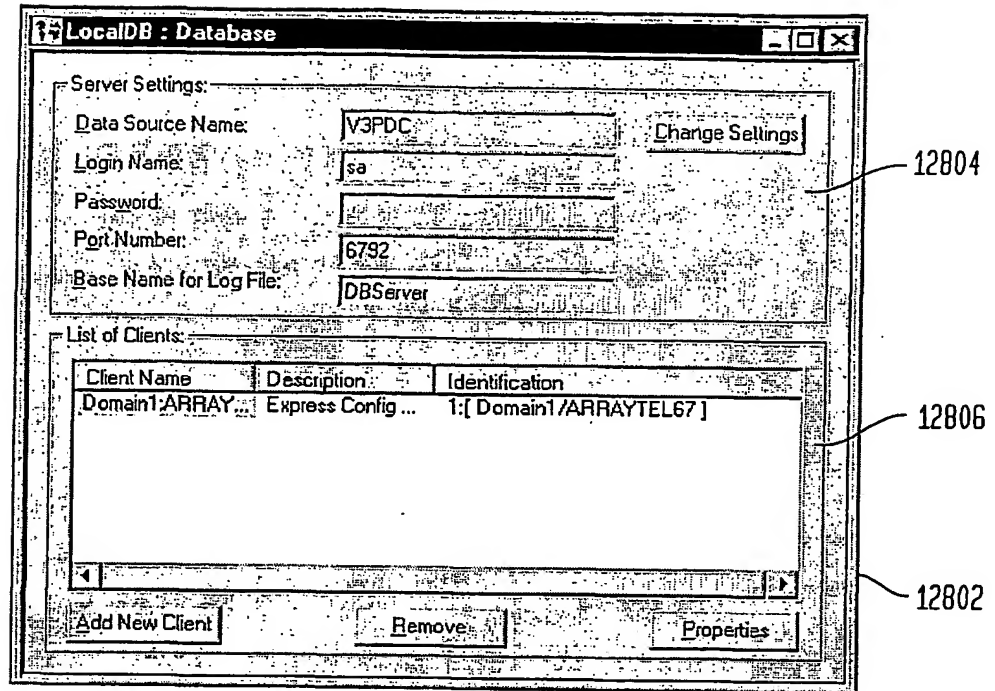 LocalDB : Database
Server Settings:
Data Source Name: V3PDC Change Settings
Login Name: sa
Password:
Port Number: 6792
Base Name for Log File: DBServer
12804
List of Clients:
Client Name Description Identification
Domain1:ARRAY... Express Config ... 1:[ Domain1/ARRAYTEL67 ]
12806
12802
Add New Client Remove Properties